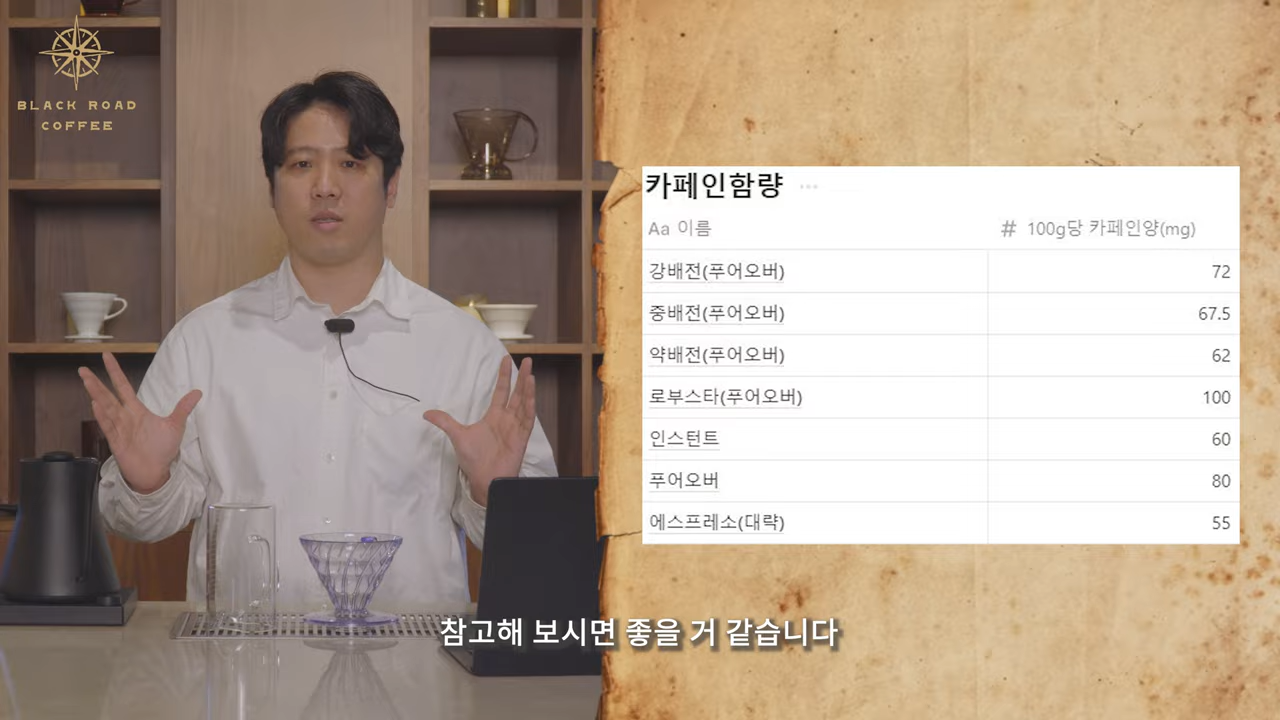 BLACK ROAD
COFFEE
카페인함량 ...
Aa 이름 # 100g당 카페인양(mg)
강배전(푸어오버) 72
중배전(푸어오버) 67.5
약배전(푸어오버) 62
로부스타(푸어오버) 100
인스턴트 60
푸어오버 80
에스프레소(대략) 55
참고해 보시면 좋을 거 같습니다